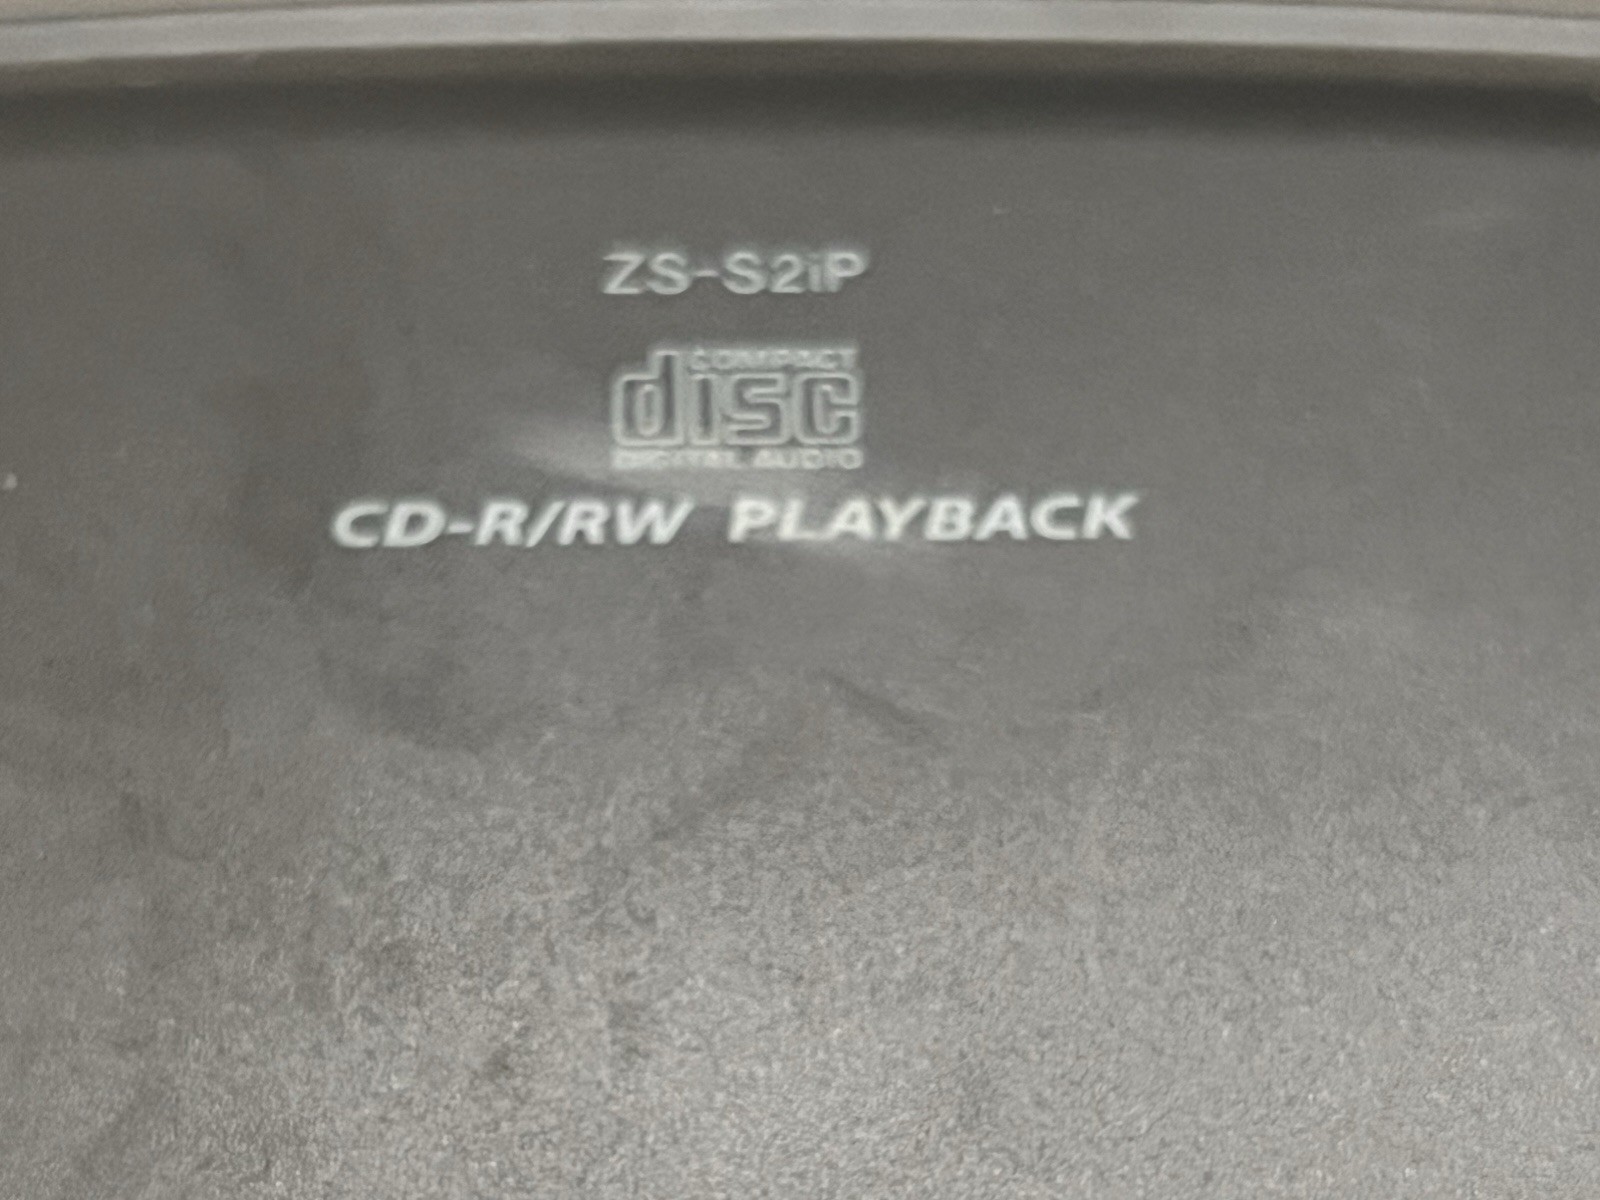 ZS-S2iP
COMPACT
disc
DIGITAL AUDIO
CD-R/RW PLAYBACK